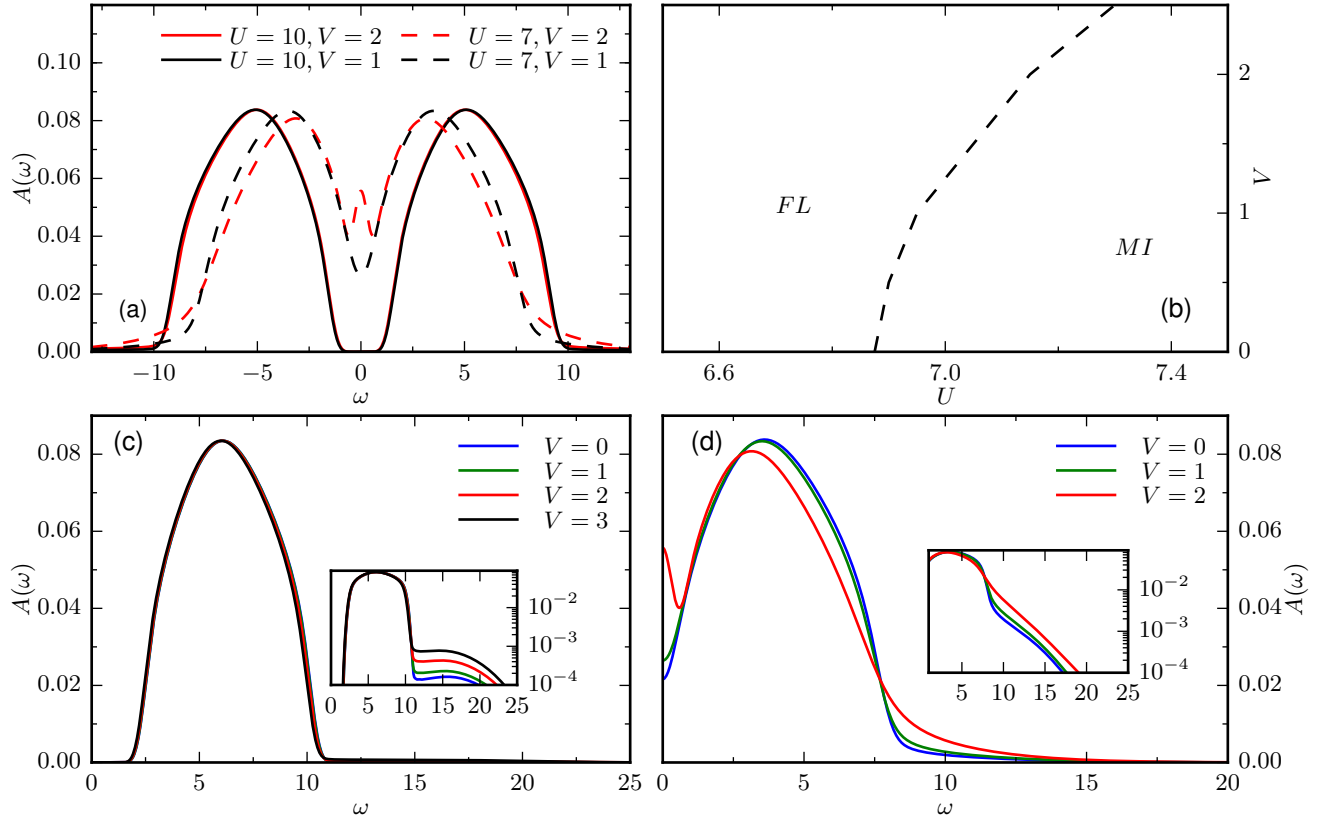 U = 10, V = 2
U = 7, V = 2
U = 10, V = 1
U = 7, V = 1
0.10
0.08
0.06
0.04
0.02
0.00
A(ω)
(a)
−10 −5 0 5 10
ω
FL
MI
(b)
2
1
0
V
6.6 7.0 7.4
U
(c)
V = 0
V = 1
V = 2
V = 3
0.08
0.06
0.04
0.02
0.00
A(ω)
10⁻²
10⁻³
10⁻⁴
0 5 10 15 20 25
0 5 10 15 20 25
ω
(d)
V = 0
V = 1
V = 2
0.08
0.06
0.04
0.02
0.00
A(ω)
10⁻²
10⁻³
10⁻⁴
5 10 15 20 25
0 5 10 15 20
ω